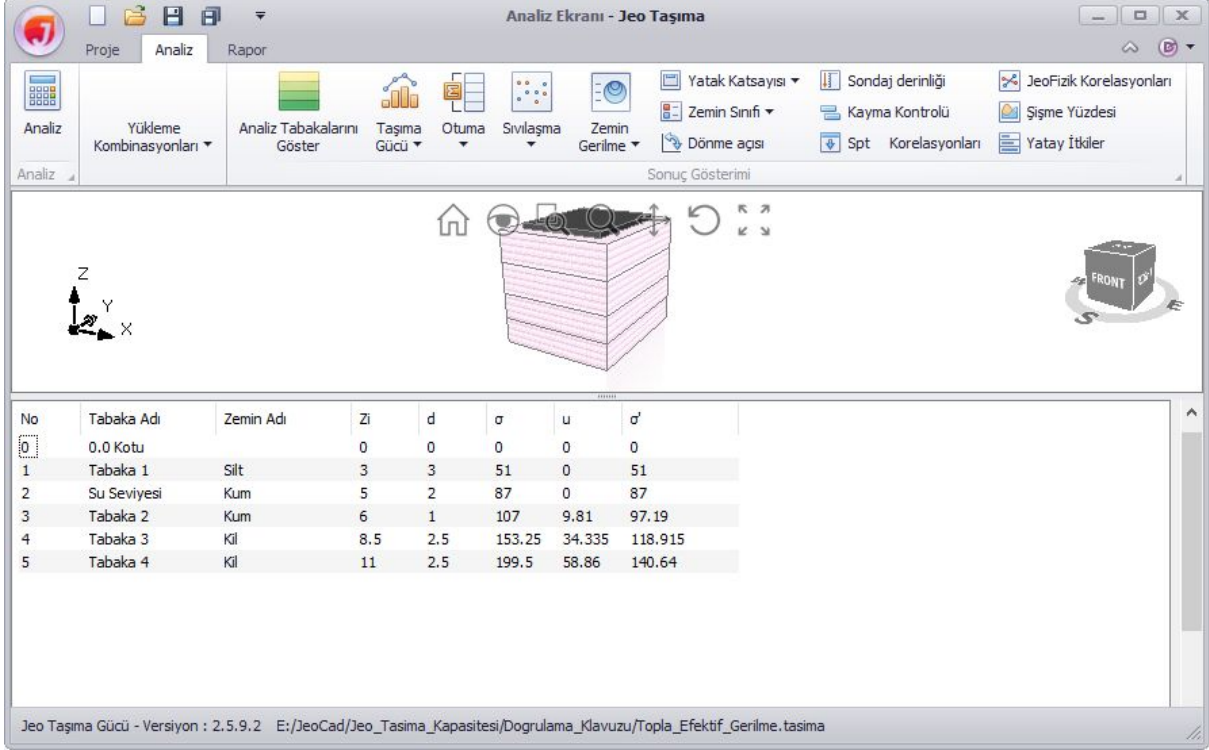 Analiz Ekranı - Jeo Taşıma
Proje Analiz Rapor
Analiz
Yükleme Kombinasyonları
Analiz Tabakalarını Göster
Taşıma Gücü
Otuma
Sıvılaşma
Zemin Gerilme
Yatak Katsayısı
Zemin Sınıfı
Dönme açısı
Sondaj derinliği
Kayma Kontrolü
Spt Korelasyonları
JeoFizik Korelasyonları
Şişme Yüzdesi
Yatay İtkiler
Analiz
Sonuç Gösterimi
Z
Y
X
FRONT
S
E
No Tabaka Adı Zemin Adı Zi d σ u σ'
0 0.0 Kotu 0 0 0 0 0
1 Tabaka 1 Silt 3 3 51 0 51
2 Su Seviyesi Kum 5 2 87 0 87
3 Tabaka 2 Kum 6 1 107 9.81 97.19
4 Tabaka 3 Kil 8.5 2.5 153.25 34.335 118.915
5 Tabaka 4 Kil 11 2.5 199.5 58.86 140.64
Jeo Taşıma Gücü - Versiyon : 2.5.9.2 E:/JeoCad/Jeo_Tasima_Kapasitesi/Dogrulama_Klavuzu/Topla_Efektif_Gerilme.tasima